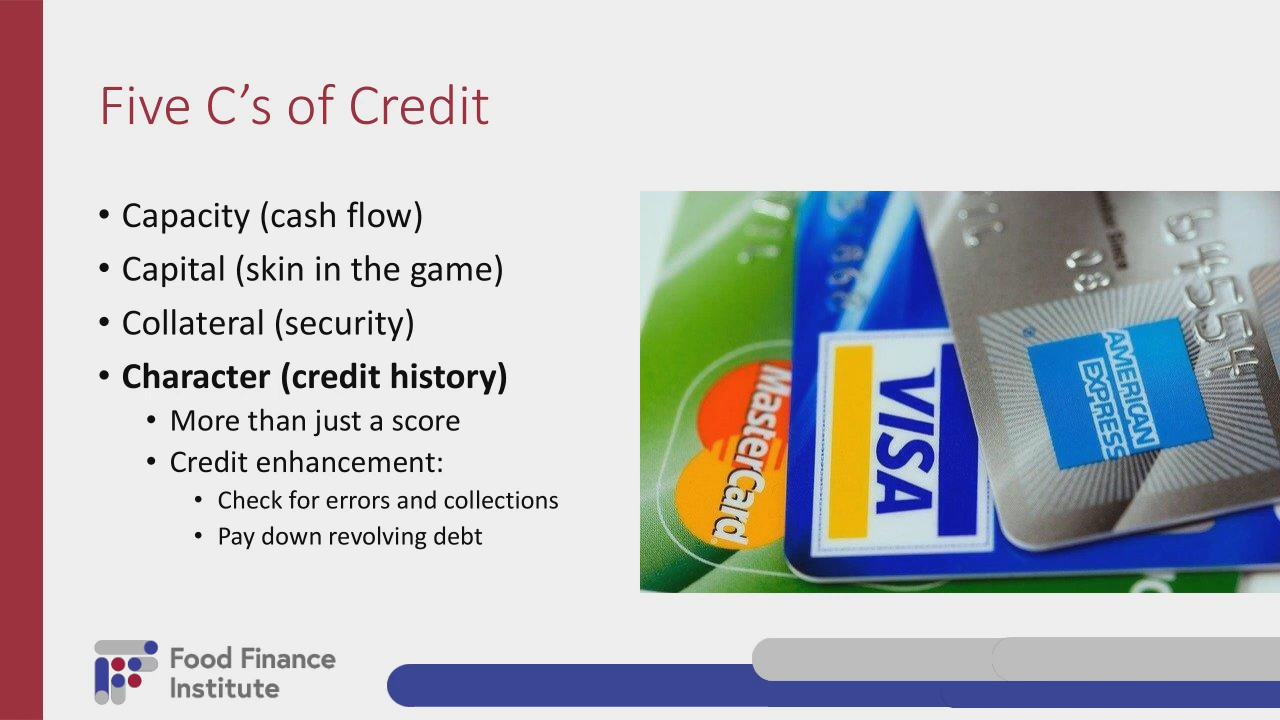 Five C’s of Credit
• Capacity (cash flow)
• Capital (skin in the game)
• Collateral (security)
• Character (credit history)
• More than just a score
• Credit enhancement:
• Check for errors and collections
• Pay down revolving debt
MasterCard
VISA
AMERICAN
EXPRESS
08
Food Finance
Institute